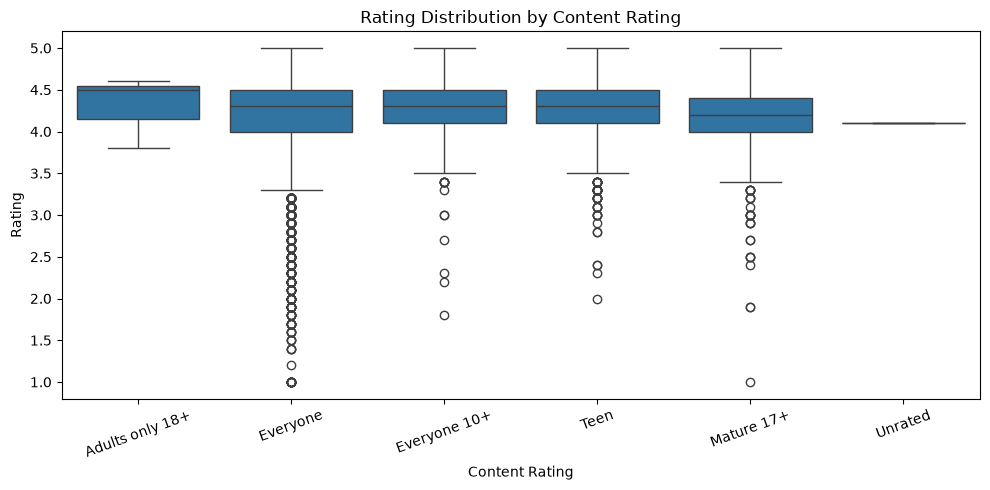 Rating Distribution by Content Rating
Rating
5.0
4.5
4.0
3.5
3.0
2.5
2.0
1.5
1.0
Adults only 18+
Everyone
Everyone 10+
Teen
Mature 17+
Unrated
Content Rating